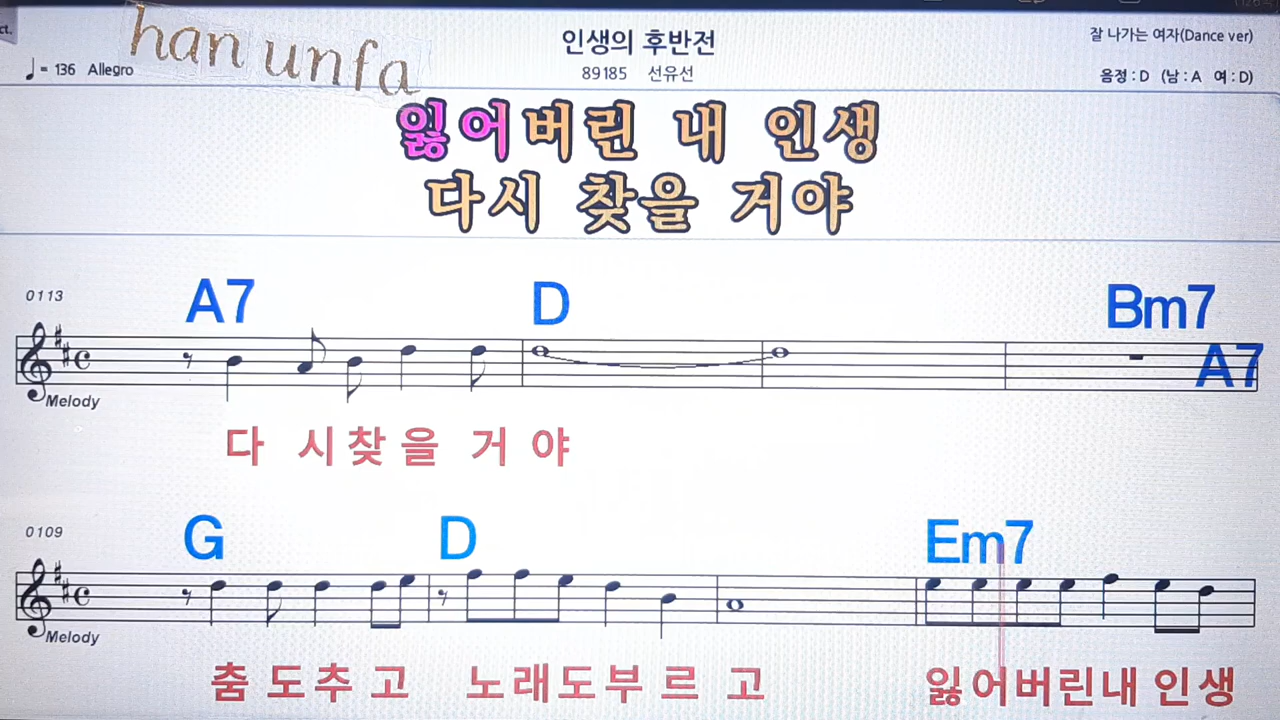 ct.
han unfa
인생의 후반전
잘 나가는 여자(Dance ver)
♩= 136 Allegro
89185 선유선
음정 : D (남 : A 여 : D)
잃어버린 내 인생
다시 찾을 거야
0113
A7 D Bm7 A7
Melody
다 시찾 을 거 야
0109
G D Em7
Melody
춤 도추 고 노래도부 르 고 잃어버린내 인생